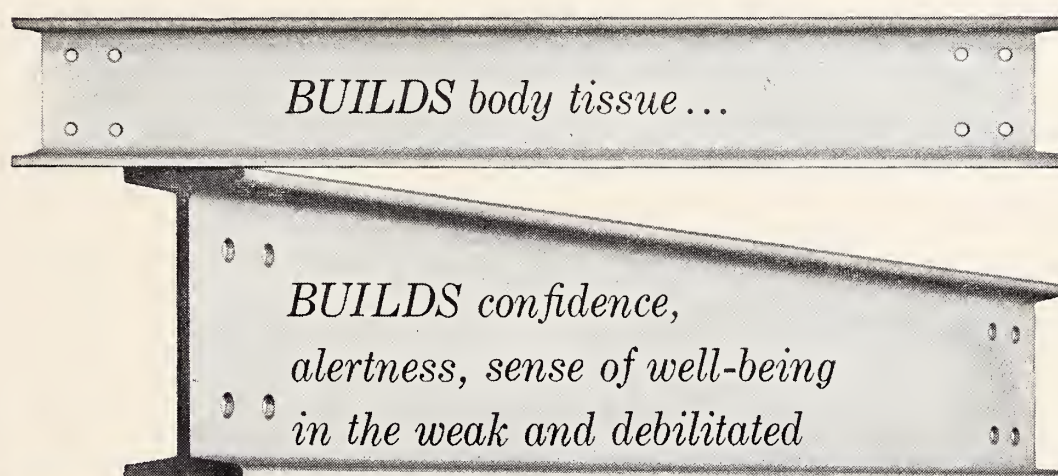 BUILDS body tissue...
BUILDS confidence,
alertness, sense of well-being
in the weak and debilitated